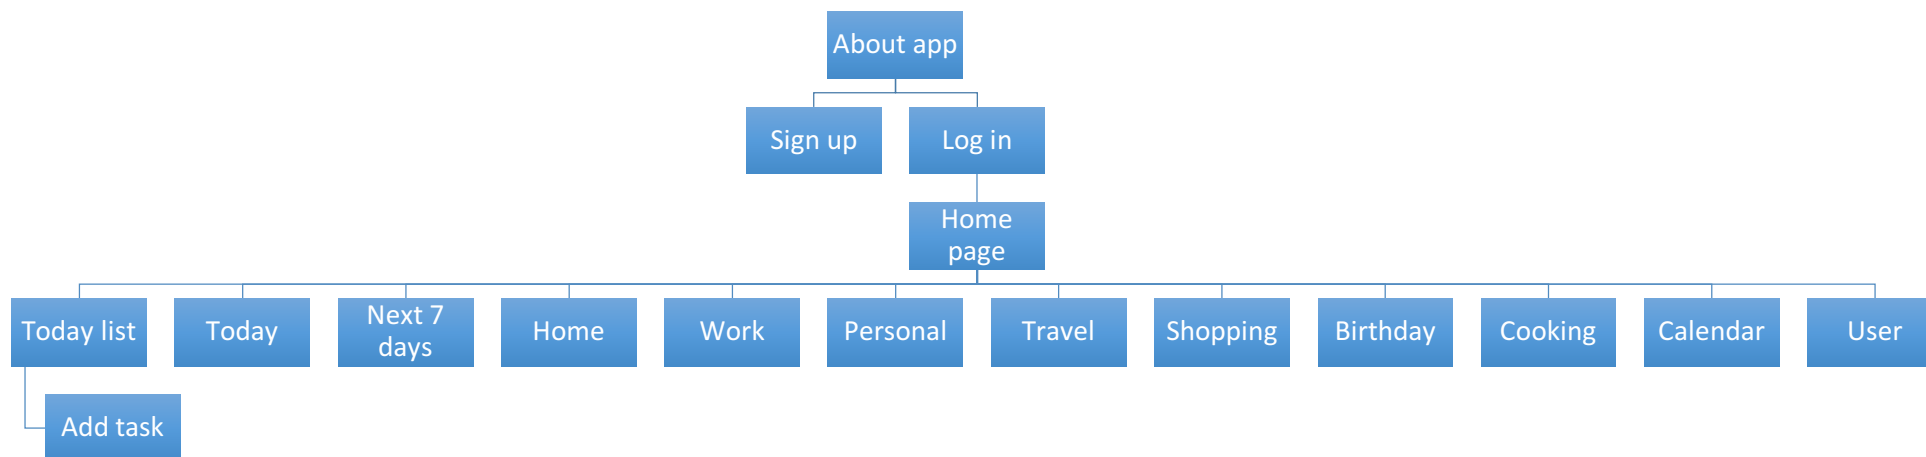 About app
Sign up
Log in
Home
page
Today list
Today
Next 7
days
Home
Work
Personal
Travel
Shopping
Birthday
Cooking
Calendar
User
Add task